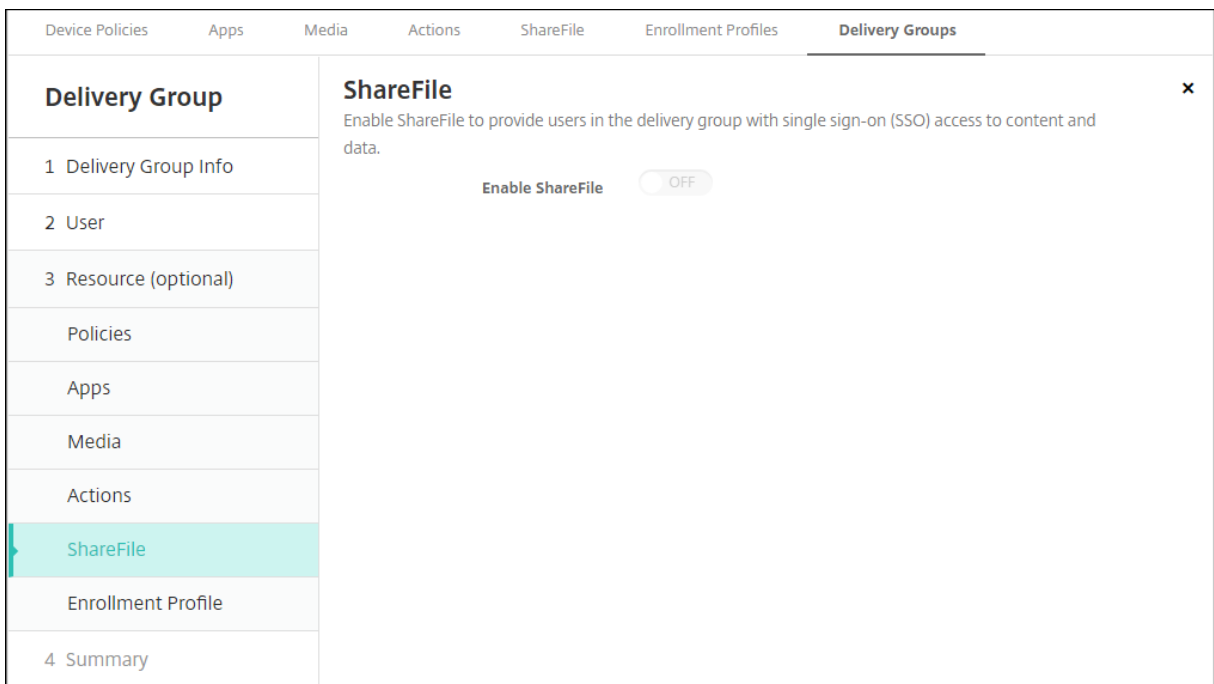 Device Policies Apps Media Actions ShareFile Enrollment Profiles Delivery Groups
Delivery Group
1 Delivery Group Info
2 User
3 Resource (optional)
Policies
Apps
Media
Actions
ShareFile
Enrollment Profile
4 Summary
ShareFile
Enable ShareFile to provide users in the delivery group with single sign-on (SSO) access to content and
data.
Enable ShareFile OFF